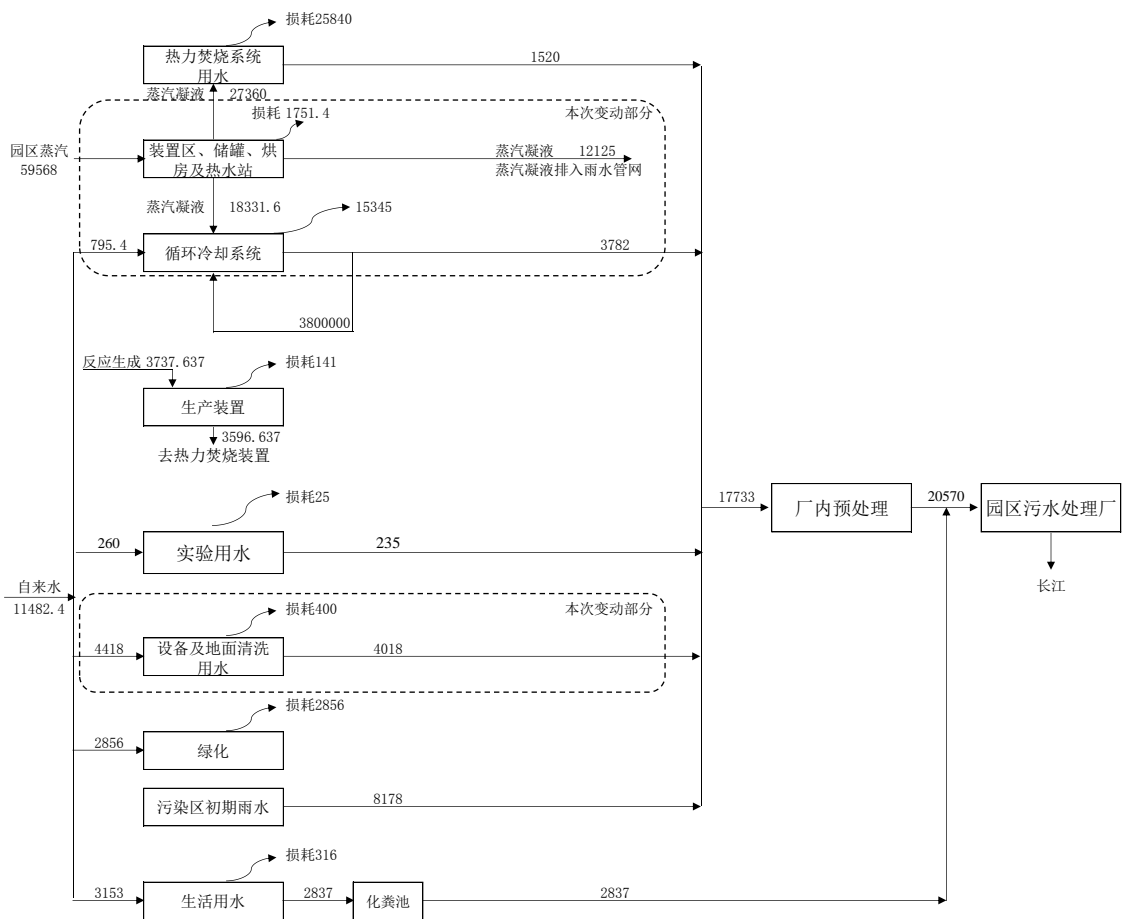 损耗25840
热力焚烧系统
用水
1520
蒸汽凝液 27360
本次变动部分
损耗 1751.4
园区蒸汽
59568
装置区、储罐、烘
房及热水站
蒸汽凝液 12125
蒸汽凝液排入雨水管网
蒸汽凝液 18331.6
15345
795.4
循环冷却系统
3782
3800000
反应生成 3737.637
损耗141
生产装置
3596.637
去热力焚烧装置
损耗25
260
实验用水
235
17733
厂内预处理
20570
园区污水处理厂
长江
自来水
11482.4
本次变动部分
损耗400
4418
设备及地面清洗
用水
4018
损耗2856
2856
绿化
污染区初期雨水
8178
损耗316
3153
生活用水
2837
化粪池
2837